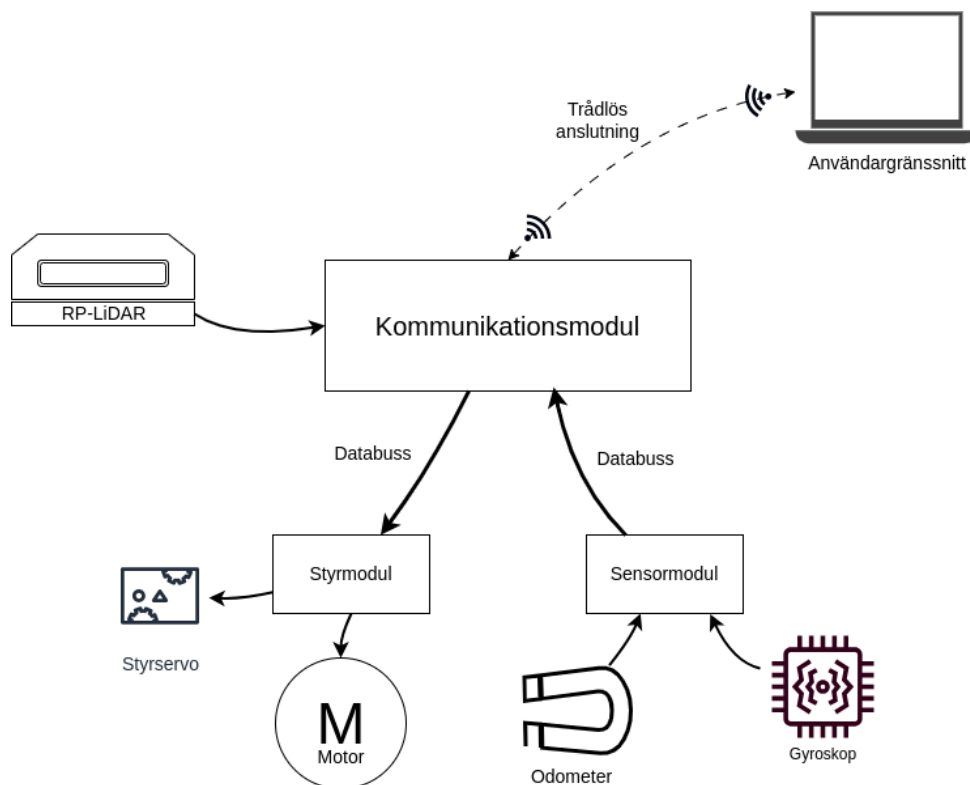 Trådlös
anslutning
Användargränssnitt
RP-LiDAR
Kommunikationsmodul
Databuss
Databuss
Styrmodul
Sensormodul
Styrservo
M
Motor
Odometer
Gyroskop